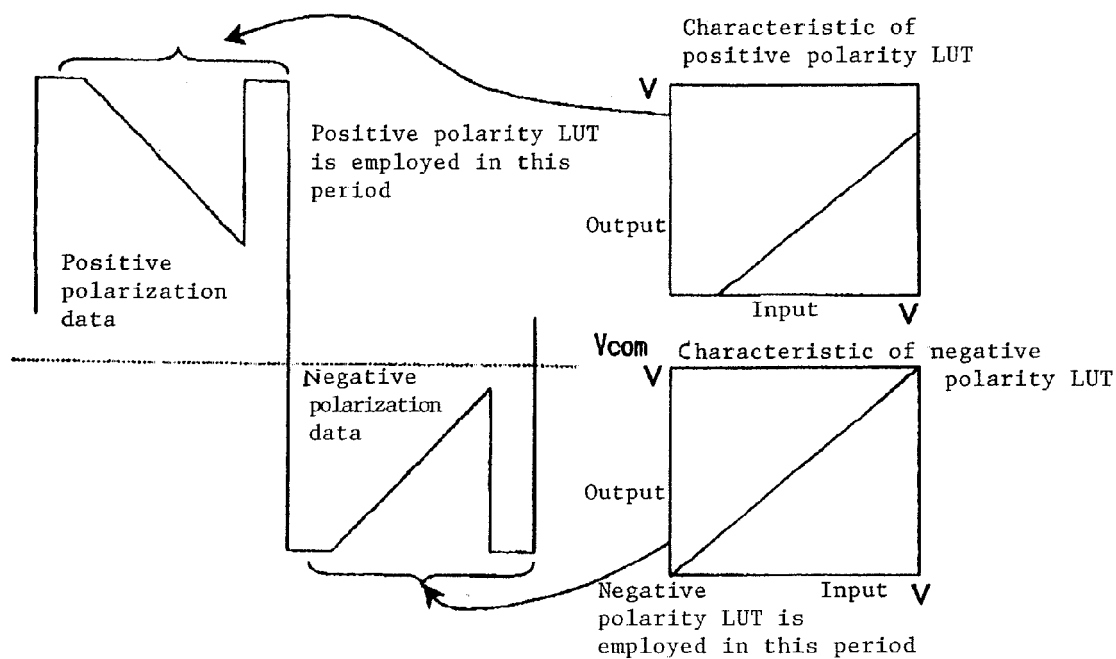 Characteristic of
positive polarity LUT
V
Positive polarity LUT
is employed in this
period
Output
Positive
polarization
data
Input
V
Vcom
Characteristic of negative
polarity LUT
V
Negative
polarization
data
Output
Input
V
Negative
polarity LUT is
employed in this period